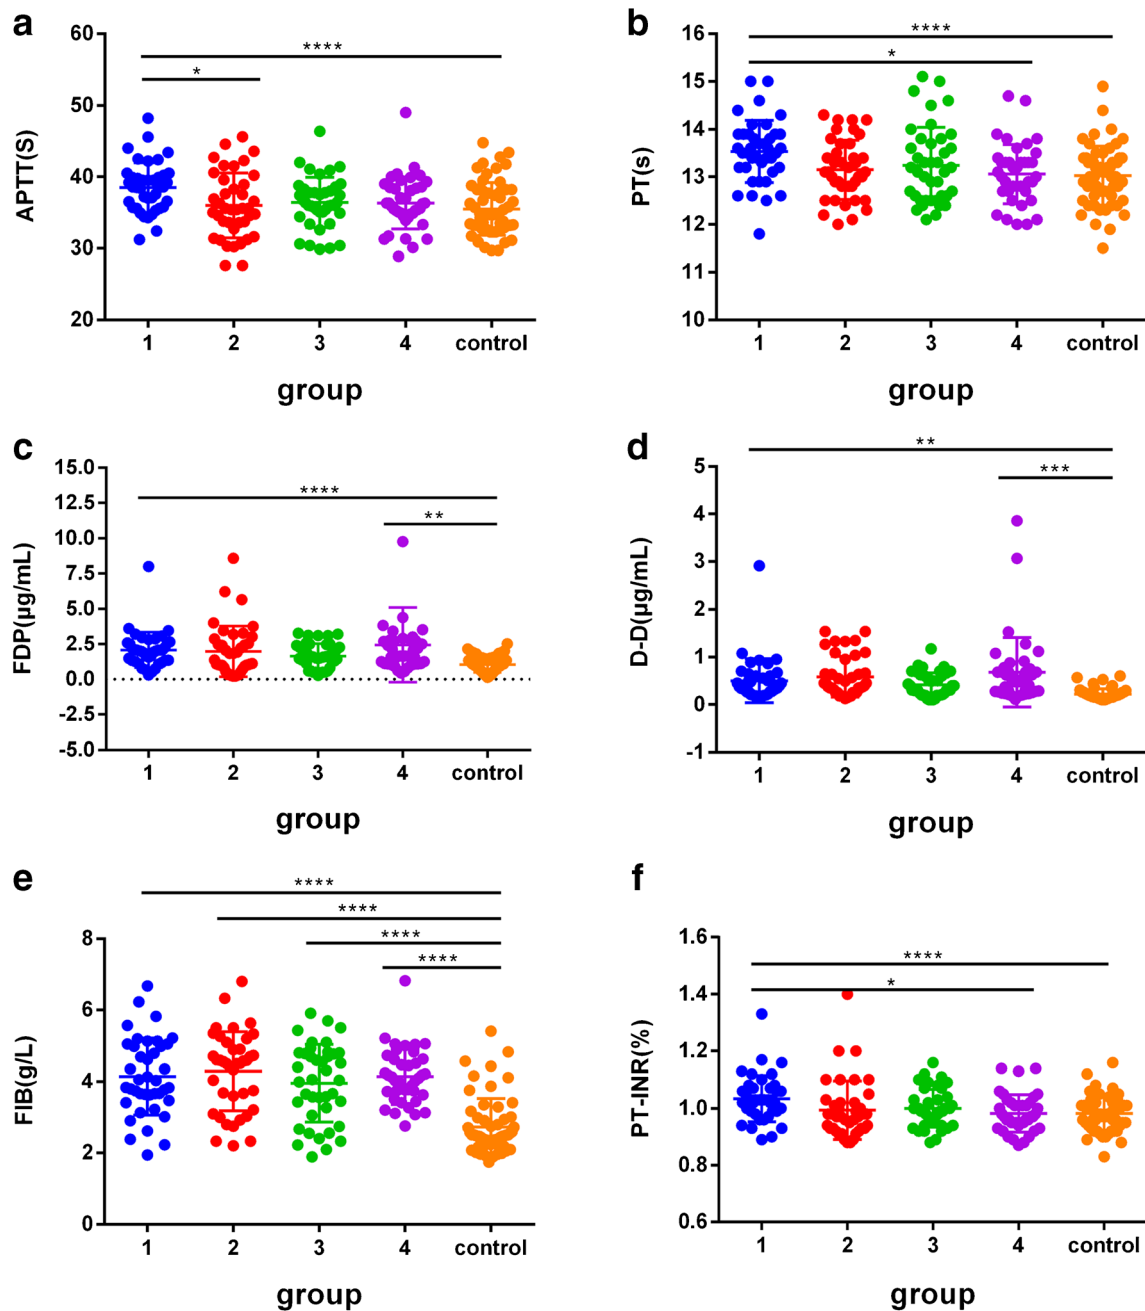 a
60
50
40
30
20
APTT(S)
****
*
1 2 3 4 control
group
b
16
15
14
13
12
11
10
PT(s)
****
*
1 2 3 4 control
group
c
15.0
12.5
10.0
7.5
5.0
2.5
0.0
-2.5
-5.0
FDP(μg/mL)
****
**
1 2 3 4 control
group
d
5
4
3
2
1
0
-1
D-D(μg/mL)
**
***
1 2 3 4 control
group
e
8
6
4
2
0
FIB(g/L)
****
****
****
****
1 2 3 4 control
group
f
1.6
1.4
1.2
1.0
0.8
0.6
PT-INR(%)
****
*
1 2 3 4 control
group